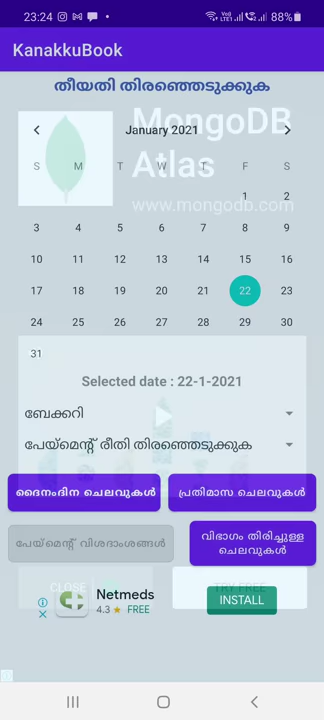 23:24
88%
KanakkuBook
തീയതി തിരഞ്ഞെടുക്കുക
MongoDB
Atlas
www.mongodb.com
January 2021
S M T W T F S
1 2
3 4 5 6 7 8 9
10 11 12 13 14 15 16
17 18 19 20 21 22 23
24 25 26 27 28 29 30
31
Selected date : 22-1-2021
ബേക്കറി
പേയ്മെന്റ് രീതി തിരഞ്ഞെടുക്കുക
ദൈനംദിന ചെലവുകൾ
പ്രതിമാസ ചെലവുകൾ
പേയ്മെന്റ് വിശദാംശങ്ങൾ
വിഭാഗം തിരിച്ചുള്ള
ചെലവുകൾ
CLOSE
TRY FREE
Netmeds
4.3 ★ FREE
INSTALL